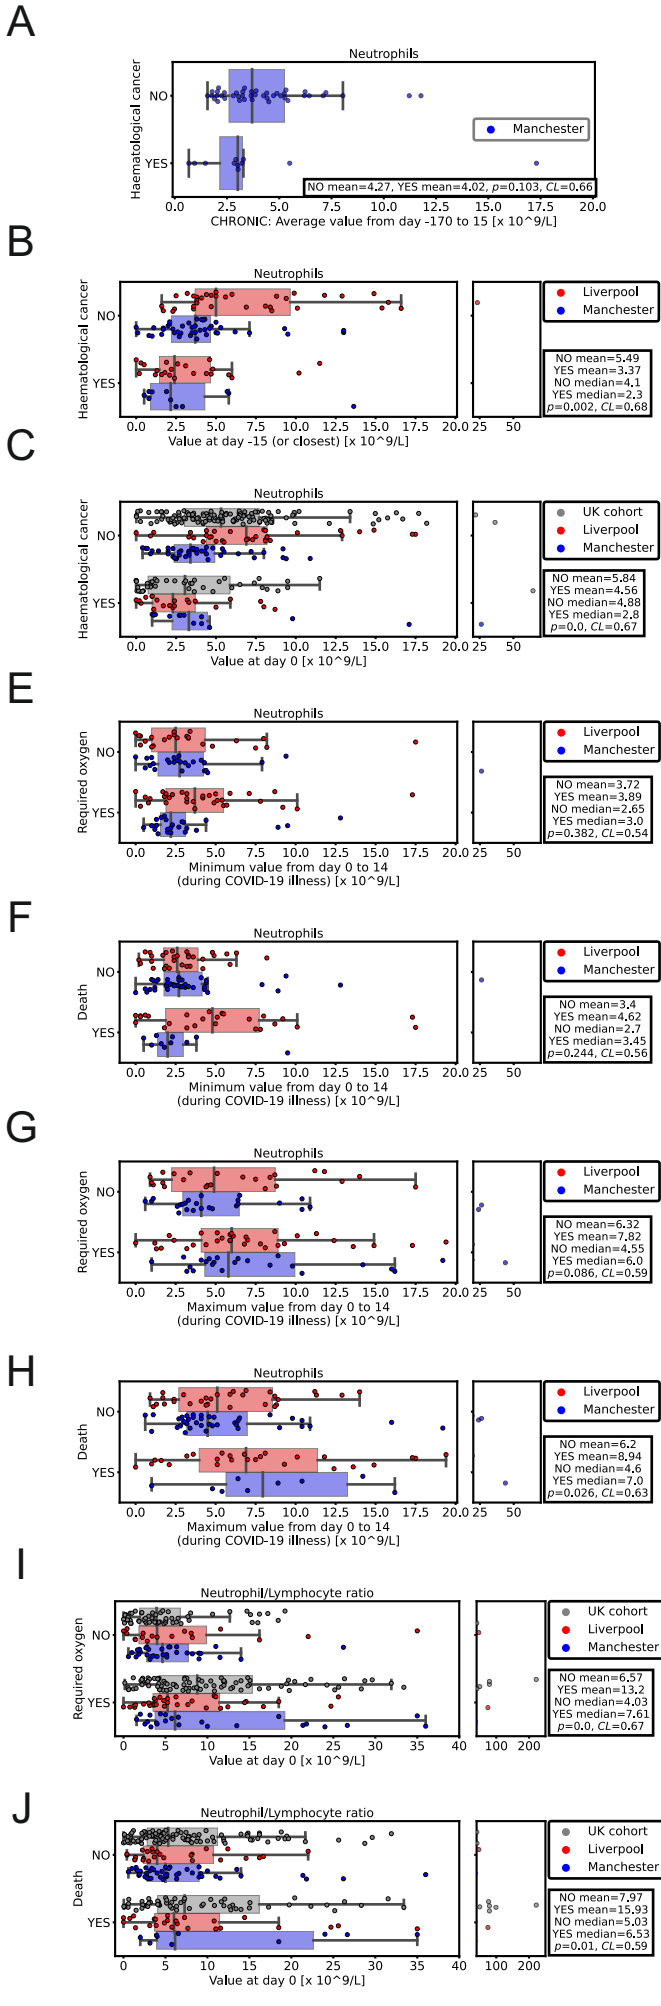 A
Neutrophils
Haematological cancer
NO
YES
Manchester
NO mean=4.27, YES mean=4.02, p=0.103, CL=0.66
0.0 2.5 5.0 7.5 10.0 12.5 15.0 17.5 20.0
CHRONIC: Average value from day -170 to 15 [x 10^9/L]
B
Neutrophils
Haematological cancer
NO
YES
Liverpool
Manchester
NO mean=5.49
YES mean=3.37
NO median=4.1
YES median=2.3
p=0.002, CL=0.68
0.0 2.5 5.0 7.5 10.0 12.5 15.0 17.5 20.0 25 50
Value at day -15 (or closest) [x 10^9/L]
C
Neutrophils
Haematological cancer
NO
YES
UK cohort
Liverpool
Manchester
NO mean=5.84
YES mean=4.56
NO median=4.88
YES median=2.8
p=0.0, CL=0.67
0.0 2.5 5.0 7.5 10.0 12.5 15.0 17.5 20.0 25 50
Value at day 0 [x 10^9/L]
E
Neutrophils
Required oxygen
NO
YES
Liverpool
Manchester
NO mean=3.72
YES mean=3.89
NO median=2.65
YES median=3.0
p=0.382, CL=0.54
0.0 2.5 5.0 7.5 10.0 12.5 15.0 17.5 20.0 25 50
Minimum value from day 0 to 14
(during COVID-19 illness) [x 10^9/L]
F
Neutrophils
Death
NO
YES
Liverpool
Manchester
NO mean=3.4
YES mean=4.62
NO median=2.7
YES median=3.45
p=0.244, CL=0.56
0.0 2.5 5.0 7.5 10.0 12.5 15.0 17.5 20.0 25 50
Minimum value from day 0 to 14
(during COVID-19 illness) [x 10^9/L]
G
Neutrophils
Required oxygen
NO
YES
Liverpool
Manchester
NO mean=6.32
YES mean=7.82
NO median=4.55
YES median=6.0
p=0.086, CL=0.59
0.0 2.5 5.0 7.5 10.0 12.5 15.0 17.5 20.0 25 50
Maximum value from day 0 to 14
(during COVID-19 illness) [x 10^9/L]
H
Neutrophils
Death
NO
YES
Liverpool
Manchester
NO mean=6.2
YES mean=8.94
NO median=4.6
YES median=7.0
p=0.026, CL=0.63
0.0 2.5 5.0 7.5 10.0 12.5 15.0 17.5 20.0 25 50
Maximum value from day 0 to 14
(during COVID-19 illness) [x 10^9/L]
I
Neutrophil/Lymphocyte ratio
Required oxygen
NO
YES
UK cohort
Liverpool
Manchester
NO mean=6.57
YES mean=13.2
NO median=4.03
YES median=7.61
p=0.0, CL=0.67
0 5 10 15 20 25 30 35 40 100 200
Value at day 0 [x 10^9/L]
J
Neutrophil/Lymphocyte ratio
Death
NO
YES
UK cohort
Liverpool
Manchester
NO mean=7.97
YES mean=15.93
NO median=5.03
YES median=6.53
p=0.01, CL=0.59
0 5 10 15 20 25 30 35 40 0 100 200
Value at day 0 [x 10^9/L]